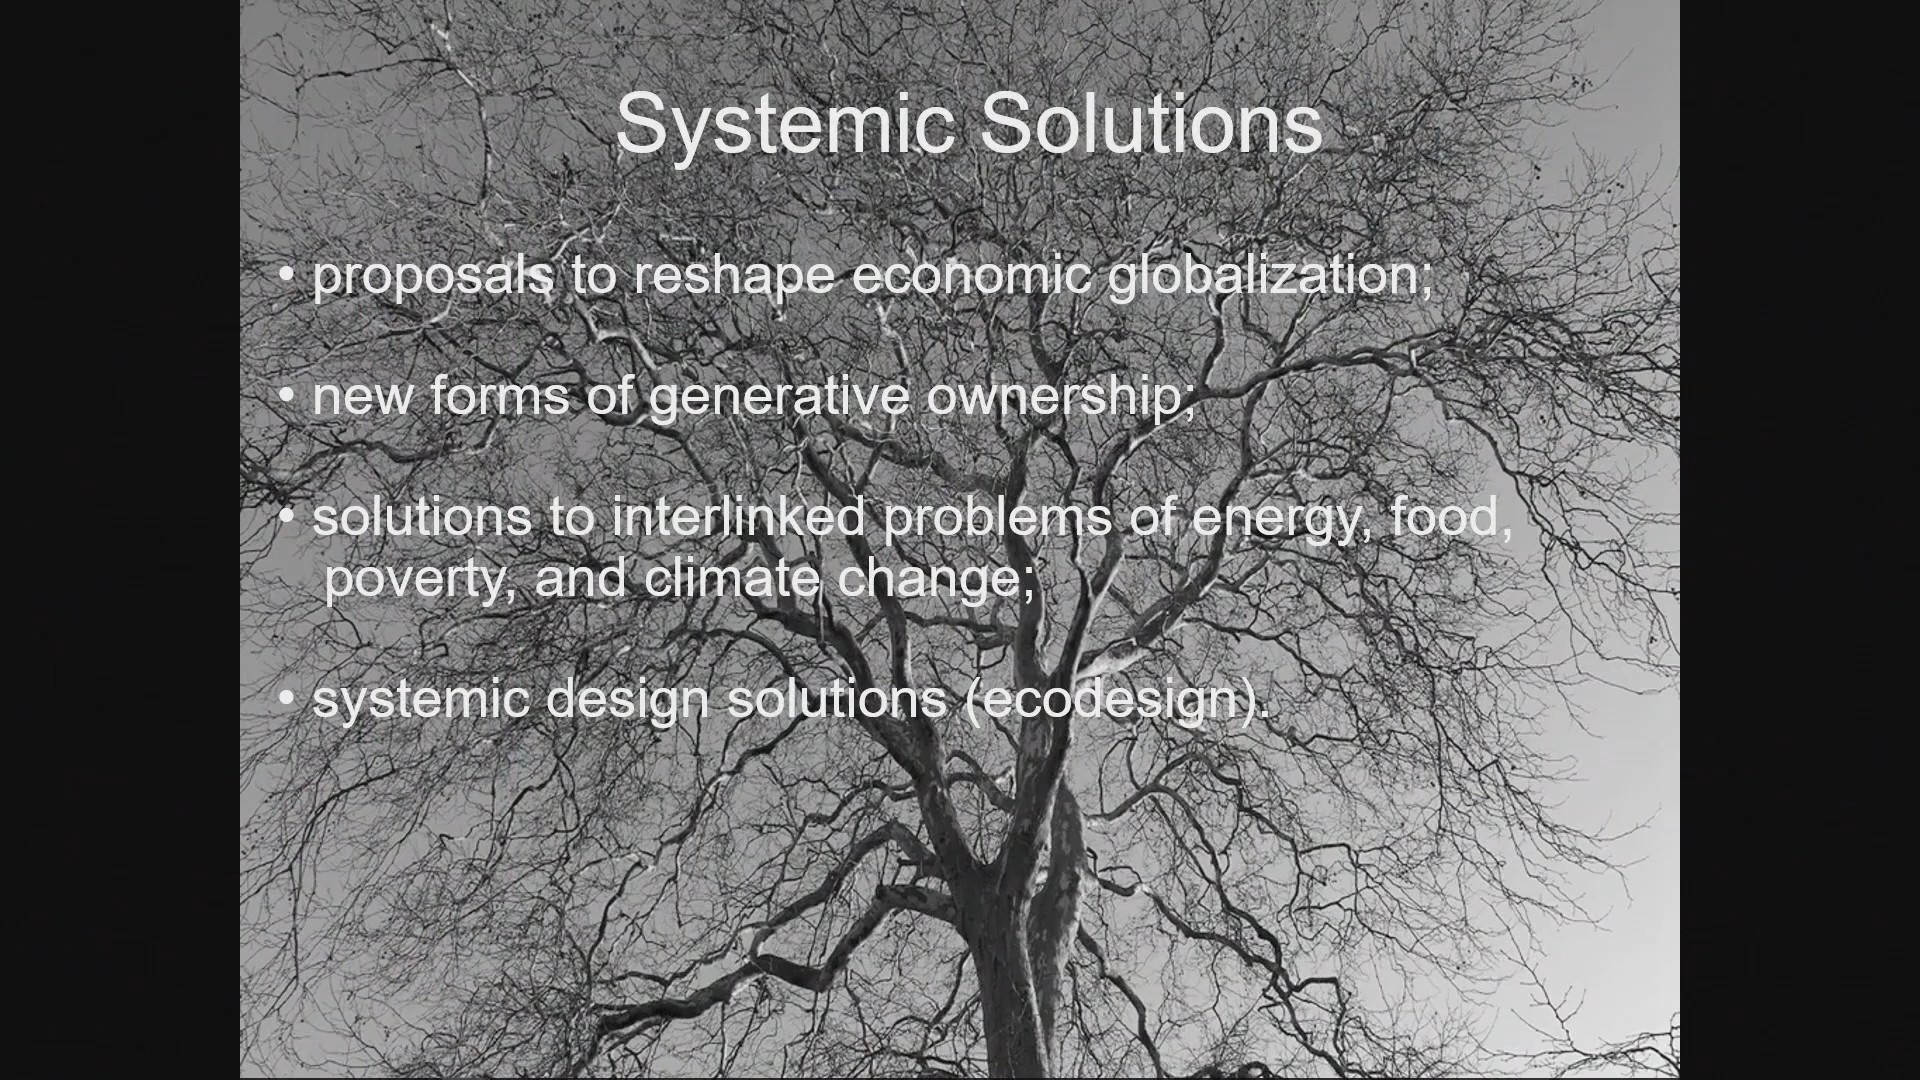 Systemic Solutions
• proposals to reshape economic globalization;
• new forms of generative ownership;
• solutions to interlinked problems of energy, food,
poverty, and climate change;
• systemic design solutions (ecodesign).